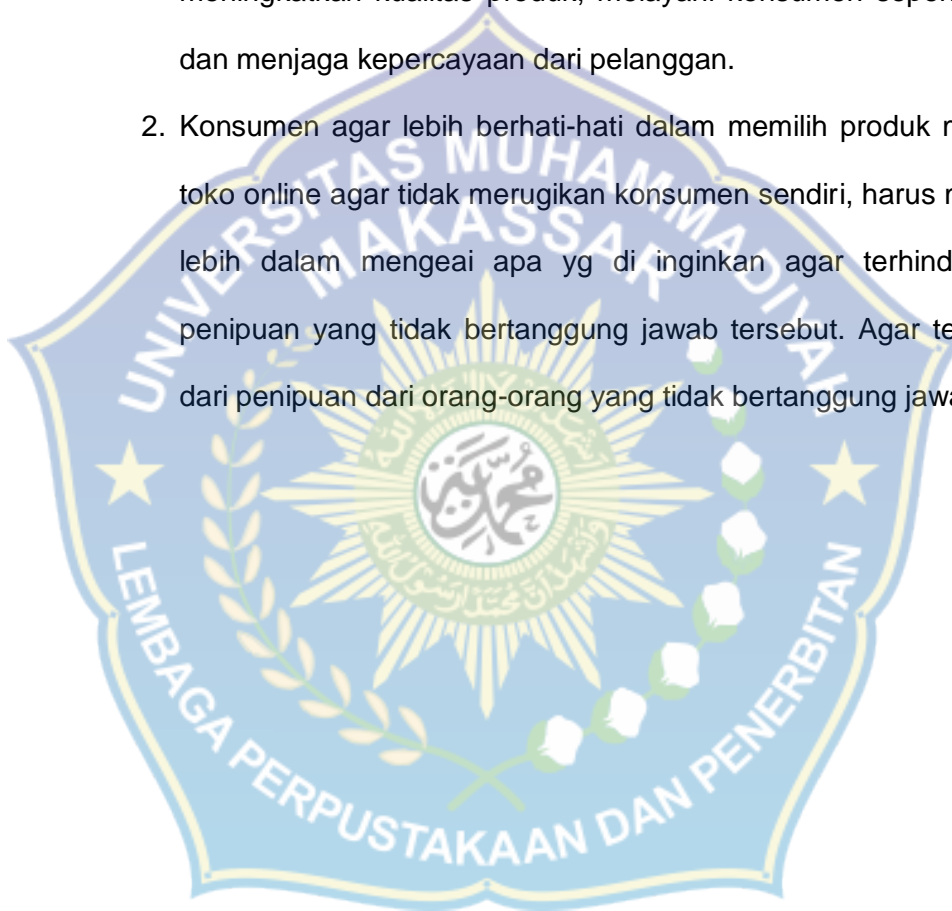 meningkatkan kualitas produk, melayani konsumen seper
dan menjaga kepercayaan dari pelanggan.
2. Konsumen agar lebih berhati-hati dalam memilih produk
toko online agar tidak merugikan konsumen sendiri, harus
lebih dalam mengeai apa yg di inginkan agar terhind
penipuan yang tidak bertanggung jawab tersebut. Agar te
dari penipuan dari orang-orang yang tidak bertanggung jawa
UNIVERSITAS MUHAMMADIYAH
MAKASSAR
محمدية
LEMBAGA PERPUSTAKAAN DAN PENERBITAN